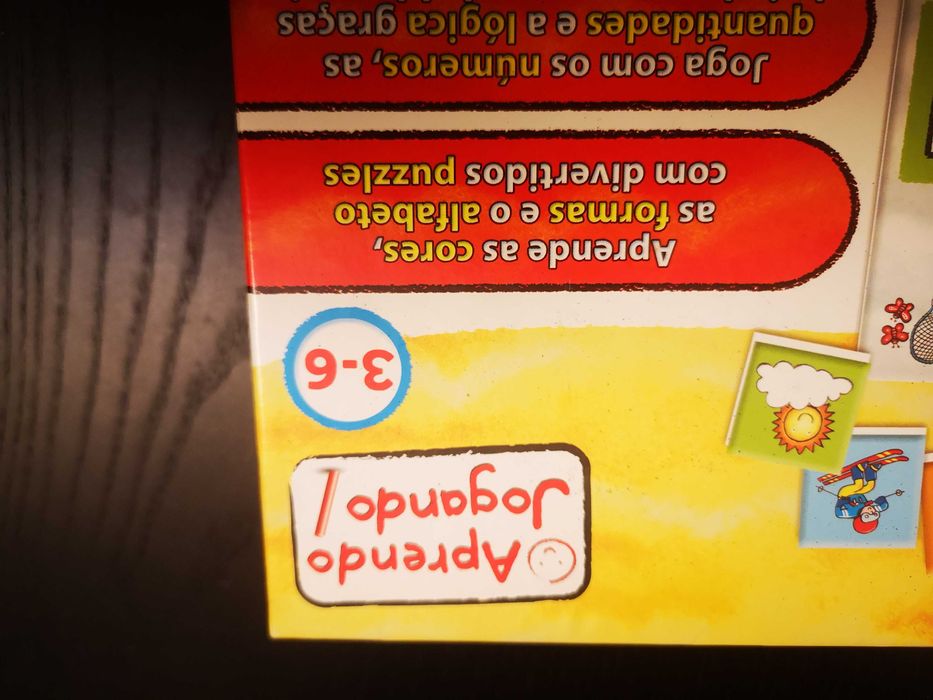 Aprendo
Jogando
3-6
Aprende as cores,
as formas e o alfabeto
com divertidos puzzles
Joga com os números, as
quantidades e a lógica graças